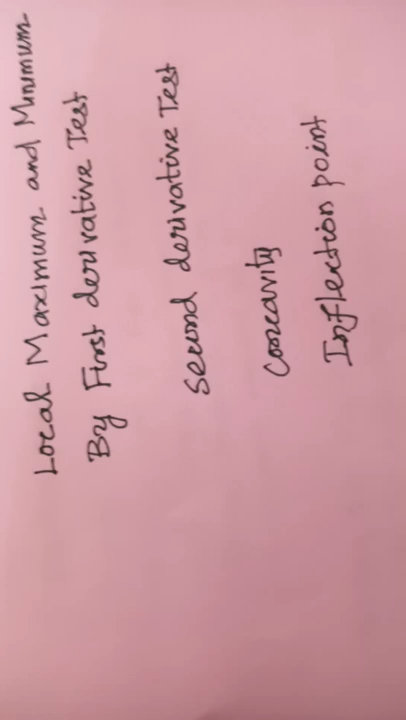 Local Maximum and Minimum
By First derivative Test
Second derivative Test
Concavity
Inflection point